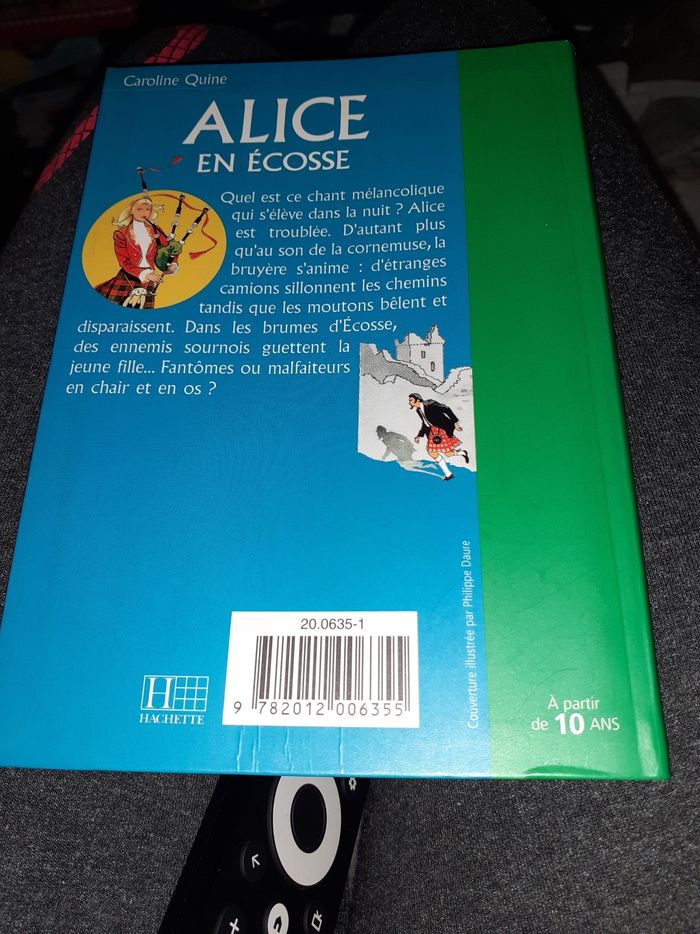 Caroline Quine
ALICE
EN ÉCOSSE
Quel est ce chant mélancolique
qui s'élève dans la nuit ? Alice
est troublée. D'autant plus
qu'au son de la cornemuse, la
bruyère s'anime : d'étranges
camions sillonnent les chemins
tandis que les moutons bêlent et
disparaissent. Dans les brumes d'Écosse,
des ennemis sournois guettent la
jeune fille... Fantômes ou malfaiteurs
en chair et en os ?
Couverture illustrée par Philippe Daure
20.0635-1
9 782012 006355
H
HACHETTE
À partir
de 10 ANS